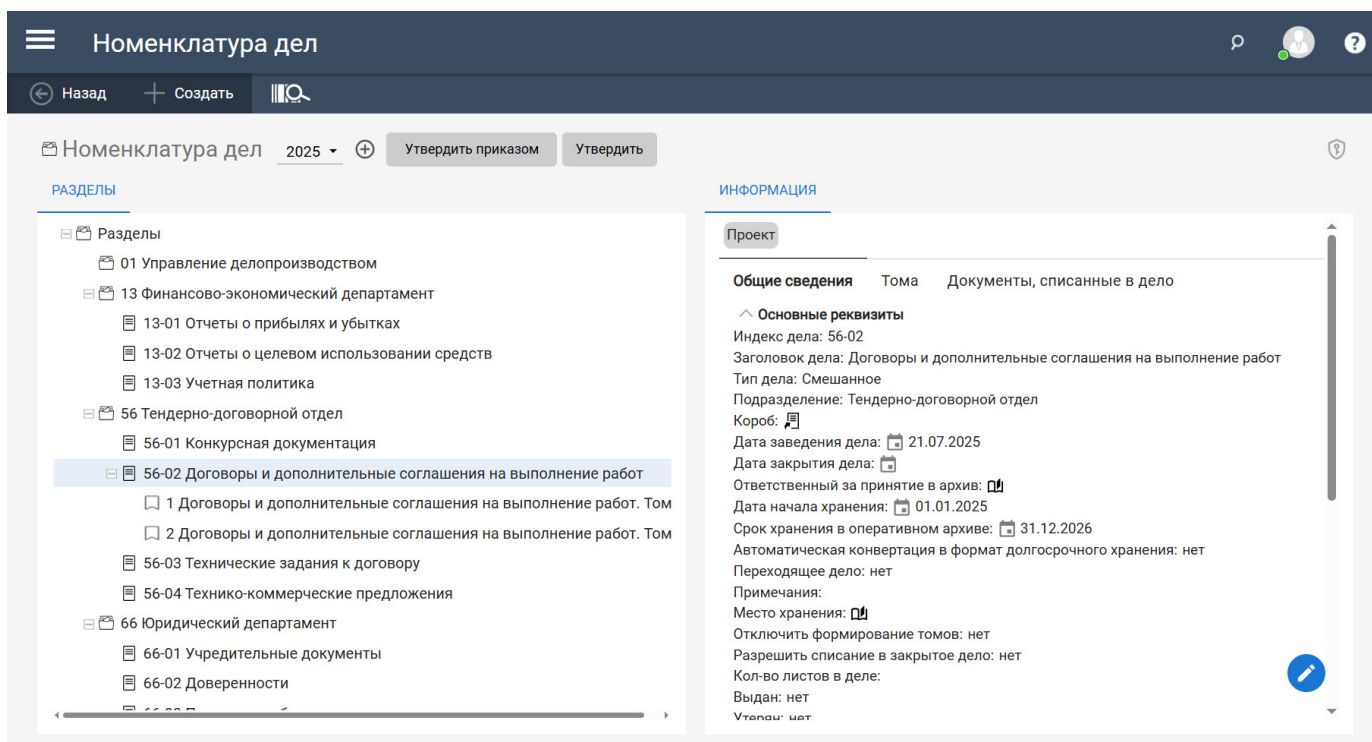 Номенклатура дел
Назад Создать
Номенклатура дел 2025 Утвердить приказом Утвердить
РАЗДЕЛЫ
Разделы
01 Управление делопроизводством
13 Финансово-экономический департамент
13-01 Отчеты о прибылях и убытках
13-02 Отчеты о целевом использовании средств
13-03 Учетная политика
56 Тендерно-договорной отдел
56-01 Конкурсная документация
56-02 Договоры и дополнительные соглашения на выполнение работ
1 Договоры и дополнительные соглашения на выполнение работ. Том
2 Договоры и дополнительные соглашения на выполнение работ. Том
56-03 Технические задания к договору
56-04 Технико-коммерческие предложения
66 Юридический департамент
66-01 Учредительные документы
66-02 Доверенности
ИНФОРМАЦИЯ
Проект
Общие сведения Тома Документы, списанные в дело
Основные реквизиты
Индекс дела: 56-02
Заголовок дела: Договоры и дополнительные соглашения на выполнение работ
Тип дела: Смешанное
Подразделение: Тендерно-договорной отдел
Короб:
Дата заведения дела: 21.07.2025
Дата закрытия дела:
Ответственный за принятие в архив:
Дата начала хранения: 01.01.2025
Срок хранения в оперативном архиве: 31.12.2026
Автоматическая конвертация в формат долгосрочного хранения: нет
Переходящее дело: нет
Примечания:
Место хранения:
Отключить формирование томов: нет
Разрешить списание в закрытое дело: нет
Кол-во листов в деле:
Выдан: нет
Утерян: нет